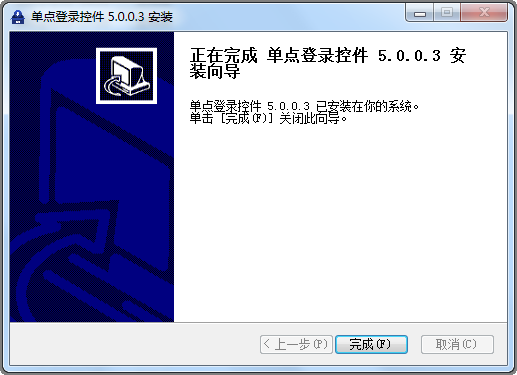 单点登录控件 5.0.0.3 安装
正在完成 单点登录控件 5.0.0.3 安
装向导
单点登录控件 5.0.0.3 已安装在你的系统。
单击 [完成(F)] 关闭此向导。
< 上一步(P)
完成(F)
取消(C)